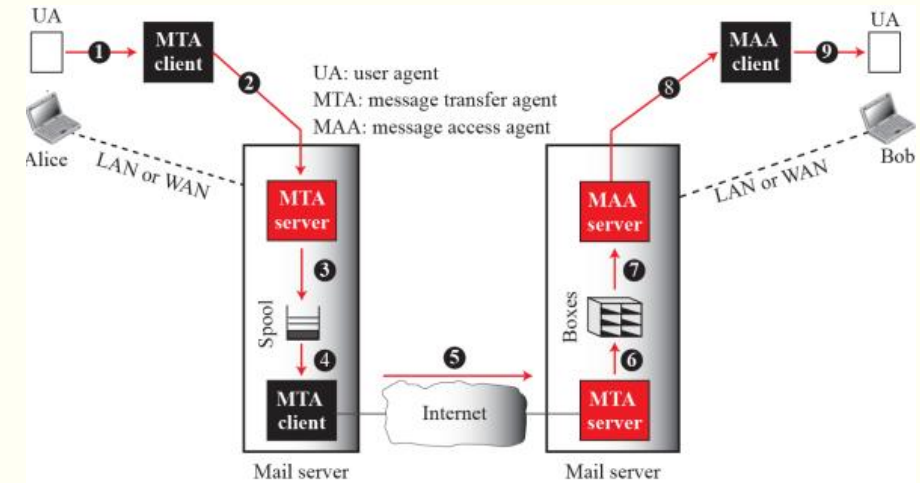 UA
1
MTA
client
2
UA: user agent
MTA: message transfer agent
MAA: message access agent
8
MAA
client
9
UA
Alice
LAN or WAN
Bob
LAN or WAN
MTA
server
3
Spool
4
MTA
client
Mail server
5
Internet
MAA
server
7
Boxes
6
MTA
server
Mail server